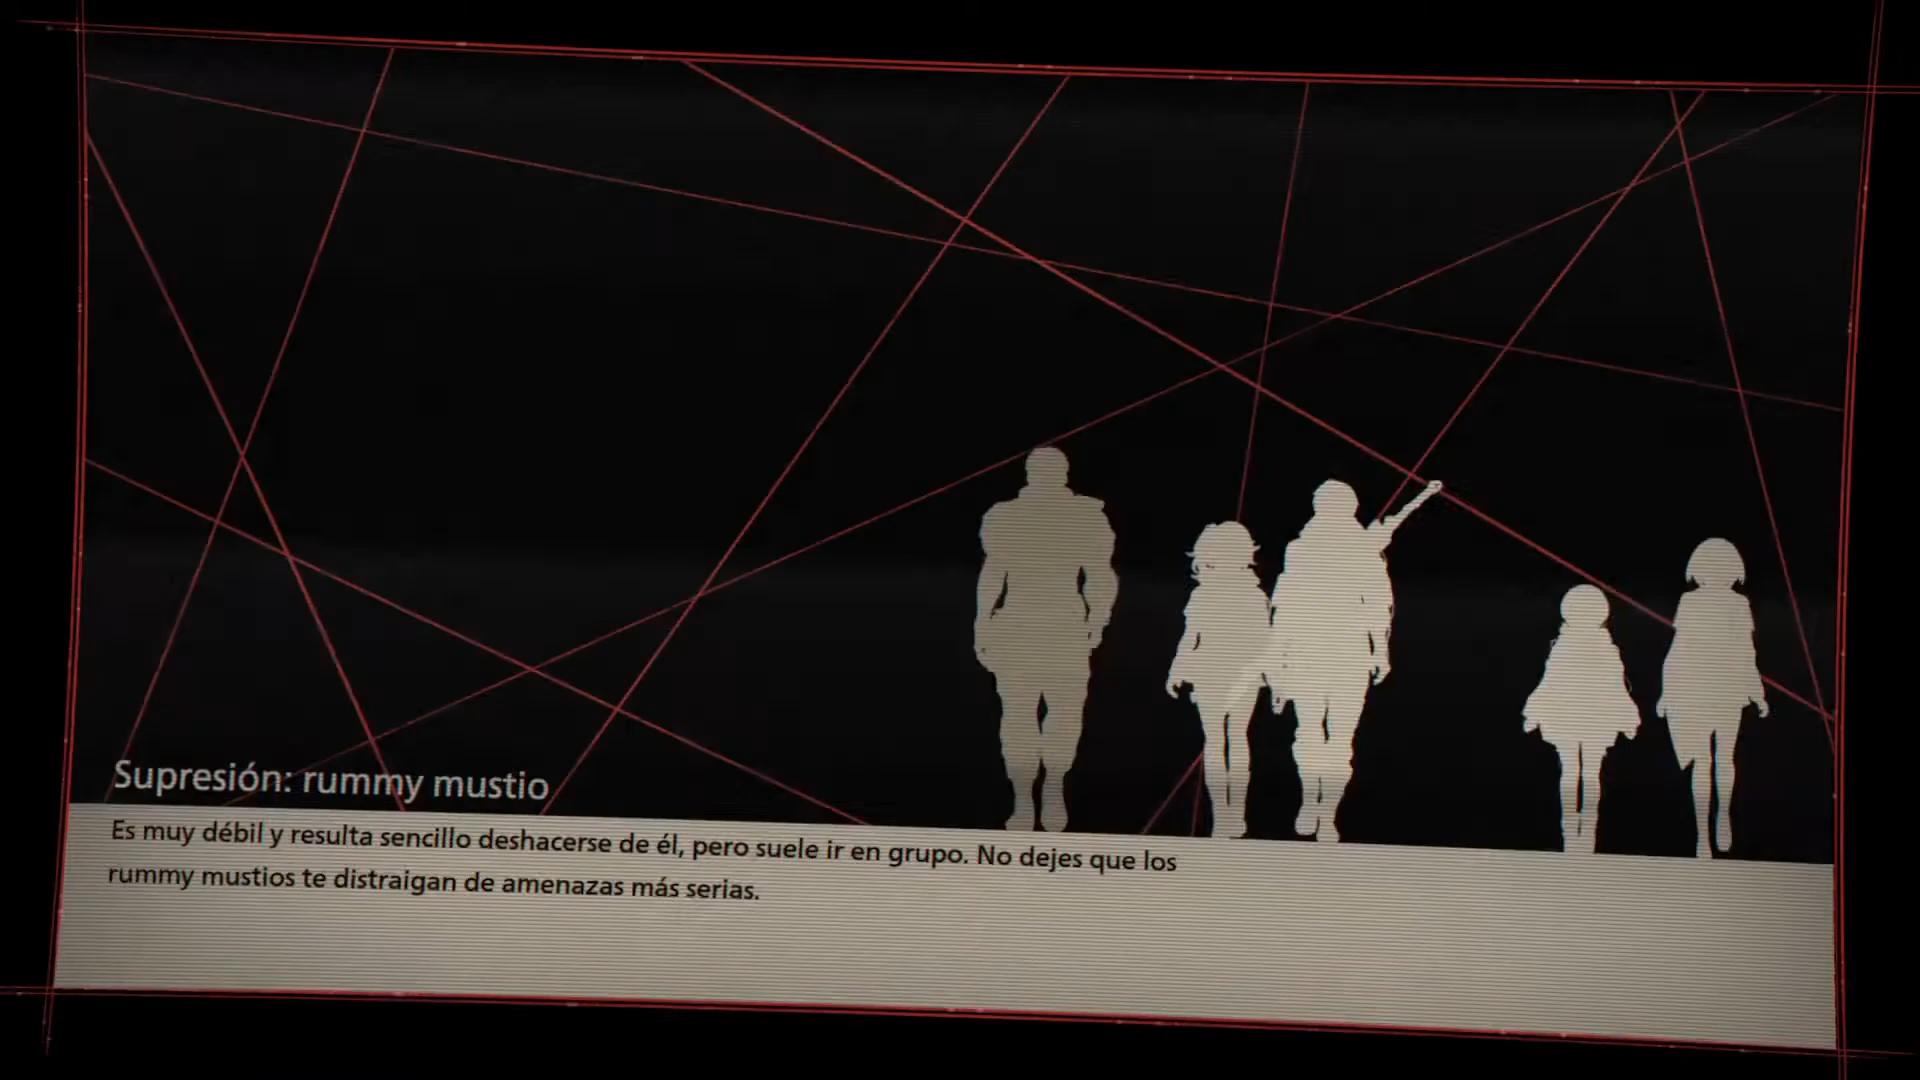 Supresión: rummy mustio
Es muy débil y resulta sencillo deshacerse de él, pero suele ir en grupo. No dejes que los
rummy mustios te distraigan de amenazas más serias.